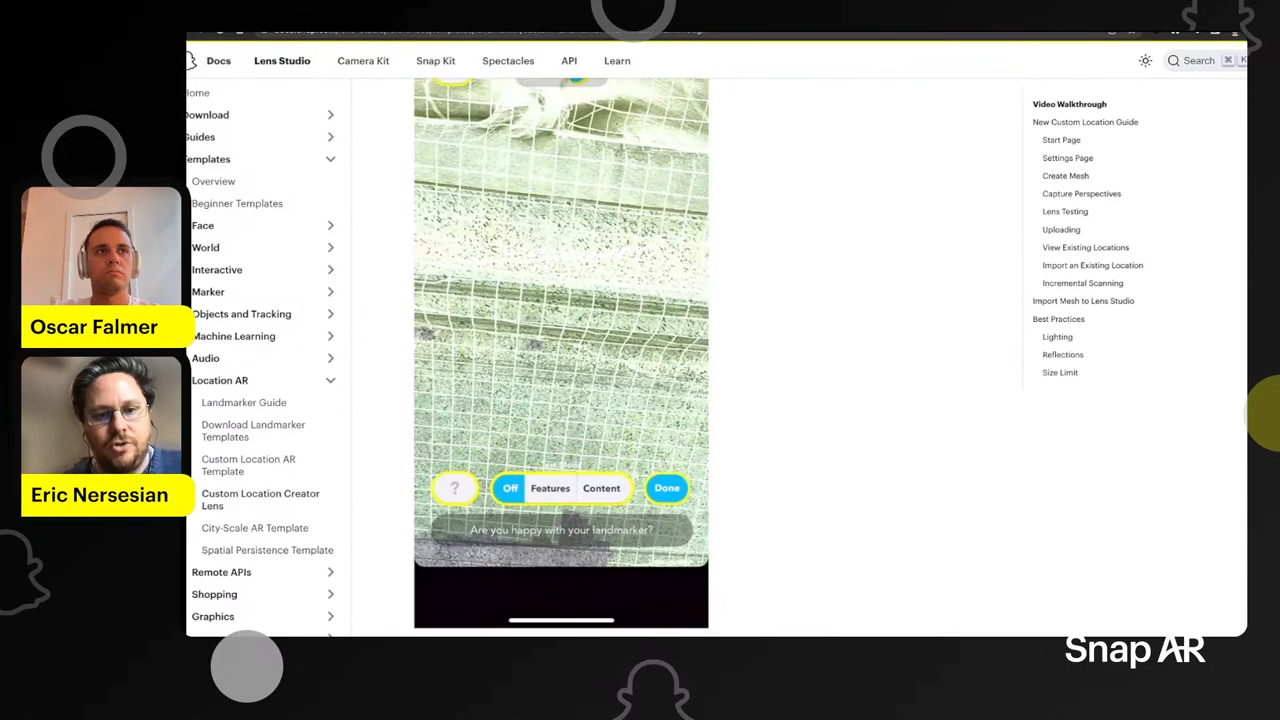 Docs
Lens Studio
Camera Kit
Snap Kit
Spectacles
API
Learn
Search
Home
Download
Guides
Templates
Overview
Beginner Templates
Face
World
Interactive
Marker
Objects and Tracking
Machine Learning
Audio
Location AR
Landmarker Guide
Download Landmarker
Templates
Custom Location AR
Template
Custom Location Creator
Lens
City-Scale AR Template
Spatial Persistence Template
Remote APIs
Shopping
Graphics
?
Off
Features
Content
Done
Are you happy with your landmarker?
Video Walkthrough
New Custom Location Guide
Start Page
Settings Page
Create Mesh
Capture Perspectives
Lens Testing
Uploading
View Existing Locations
Import an Existing Location
Incremental Scanning
Import Mesh to Lens Studio
Best Practices
Lighting
Reflections
Size Limit
Oscar Falmer
Eric Nersesian
Snap AR